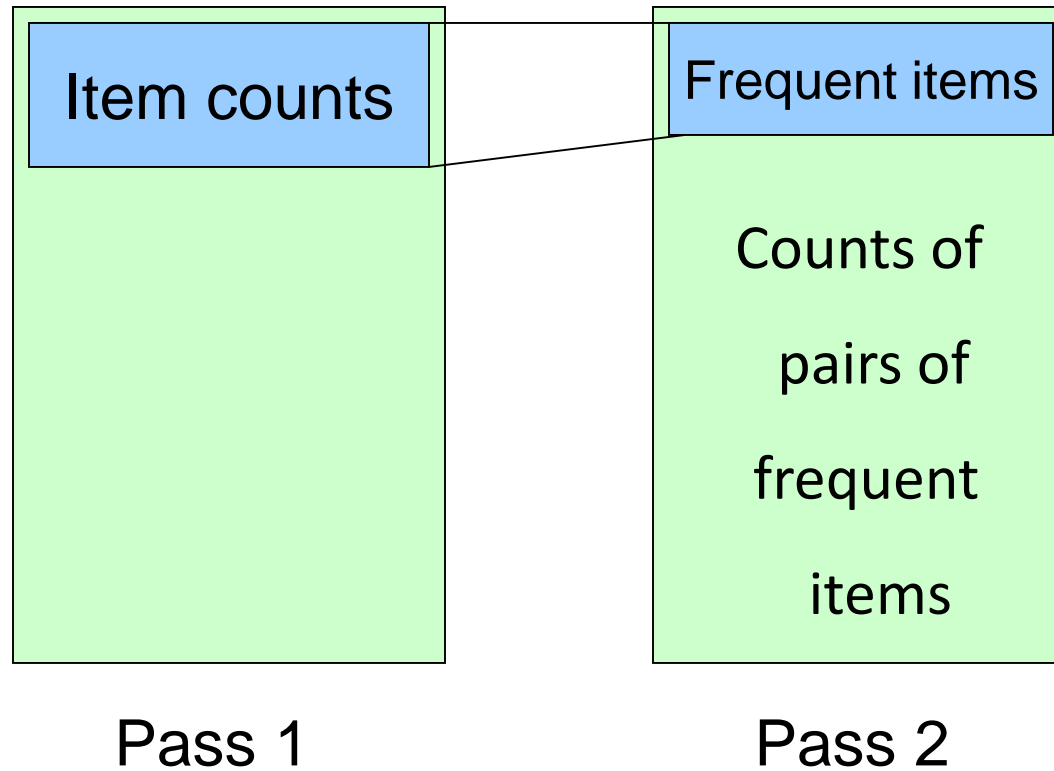 Item counts
Frequent items
Counts of
pairs of
frequent
items
Pass 1
Pass 2